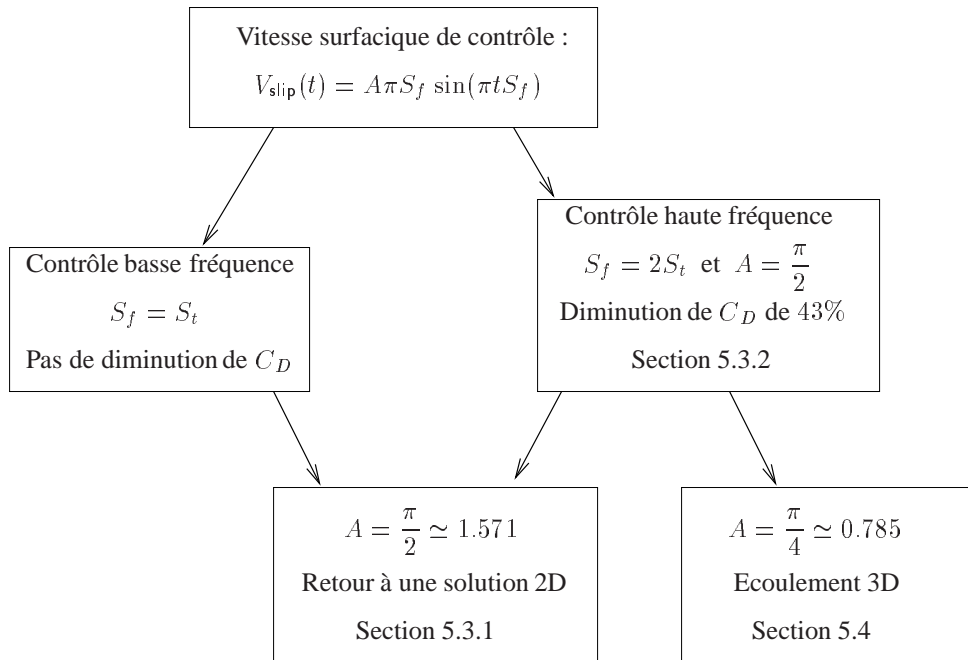 Vitesse surfacique de contrôle :
V_slip(t) = AπS_f sin(πtS_f)
Contrôle basse fréquence
S_f = S_t
Pas de diminution de C_D
Contrôle haute fréquence
S_f = 2S_t et A = π/2
Diminution de C_D de 43%
Section 5.3.2
A = π/2 ≃ 1.571
Retour à une solution 2D
Section 5.3.1
A = π/4 ≃ 0.785
Ecoulement 3D
Section 5.4